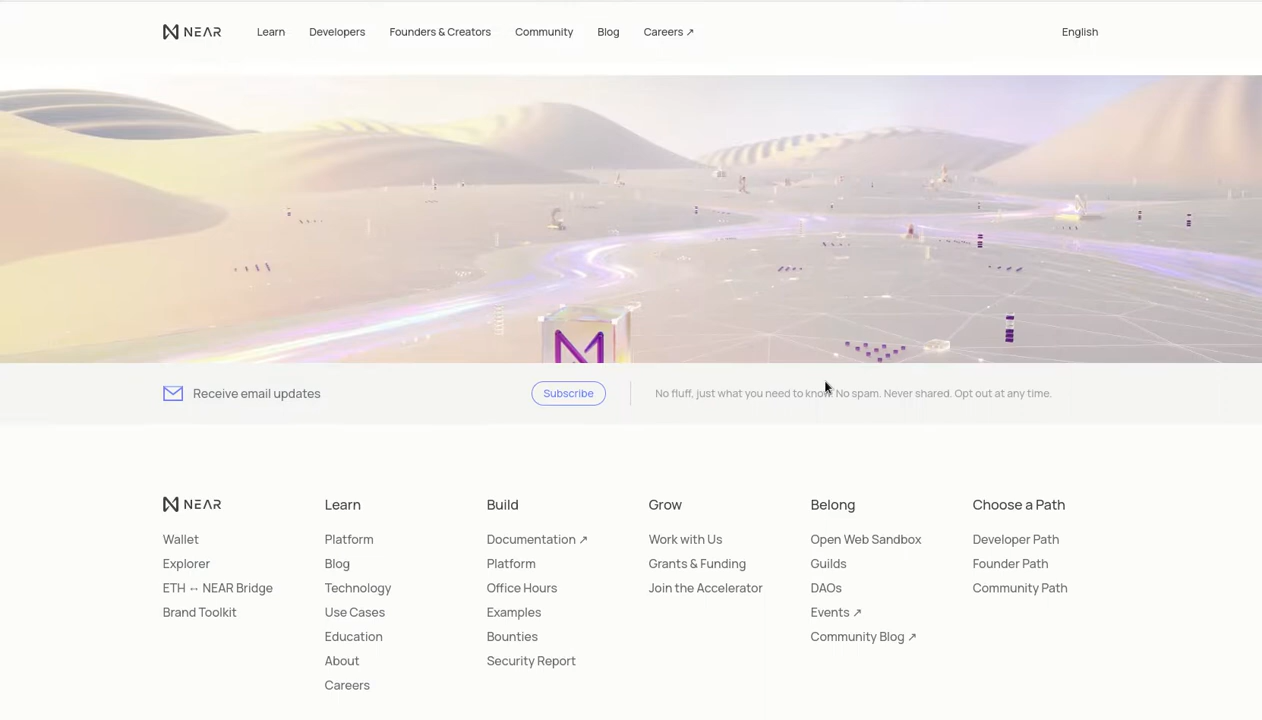 NEAR Learn Developers Founders & Creators Community Blog Careers ↗ English
Receive email updates Subscribe No fluff, just what you need to know. No spam. Never shared. Opt out at any time.
NEAR
Wallet
Explorer
ETH ↔ NEAR Bridge
Brand Toolkit
Learn
Platform
Blog
Technology
Use Cases
Education
About
Careers
Build
Documentation ↗
Platform
Office Hours
Examples
Bounties
Security Report
Grow
Work with Us
Grants & Funding
Join the Accelerator
Belong
Open Web Sandbox
Guilds
DAOs
Events ↗
Community Blog ↗
Choose a Path
Developer Path
Founder Path
Community Path